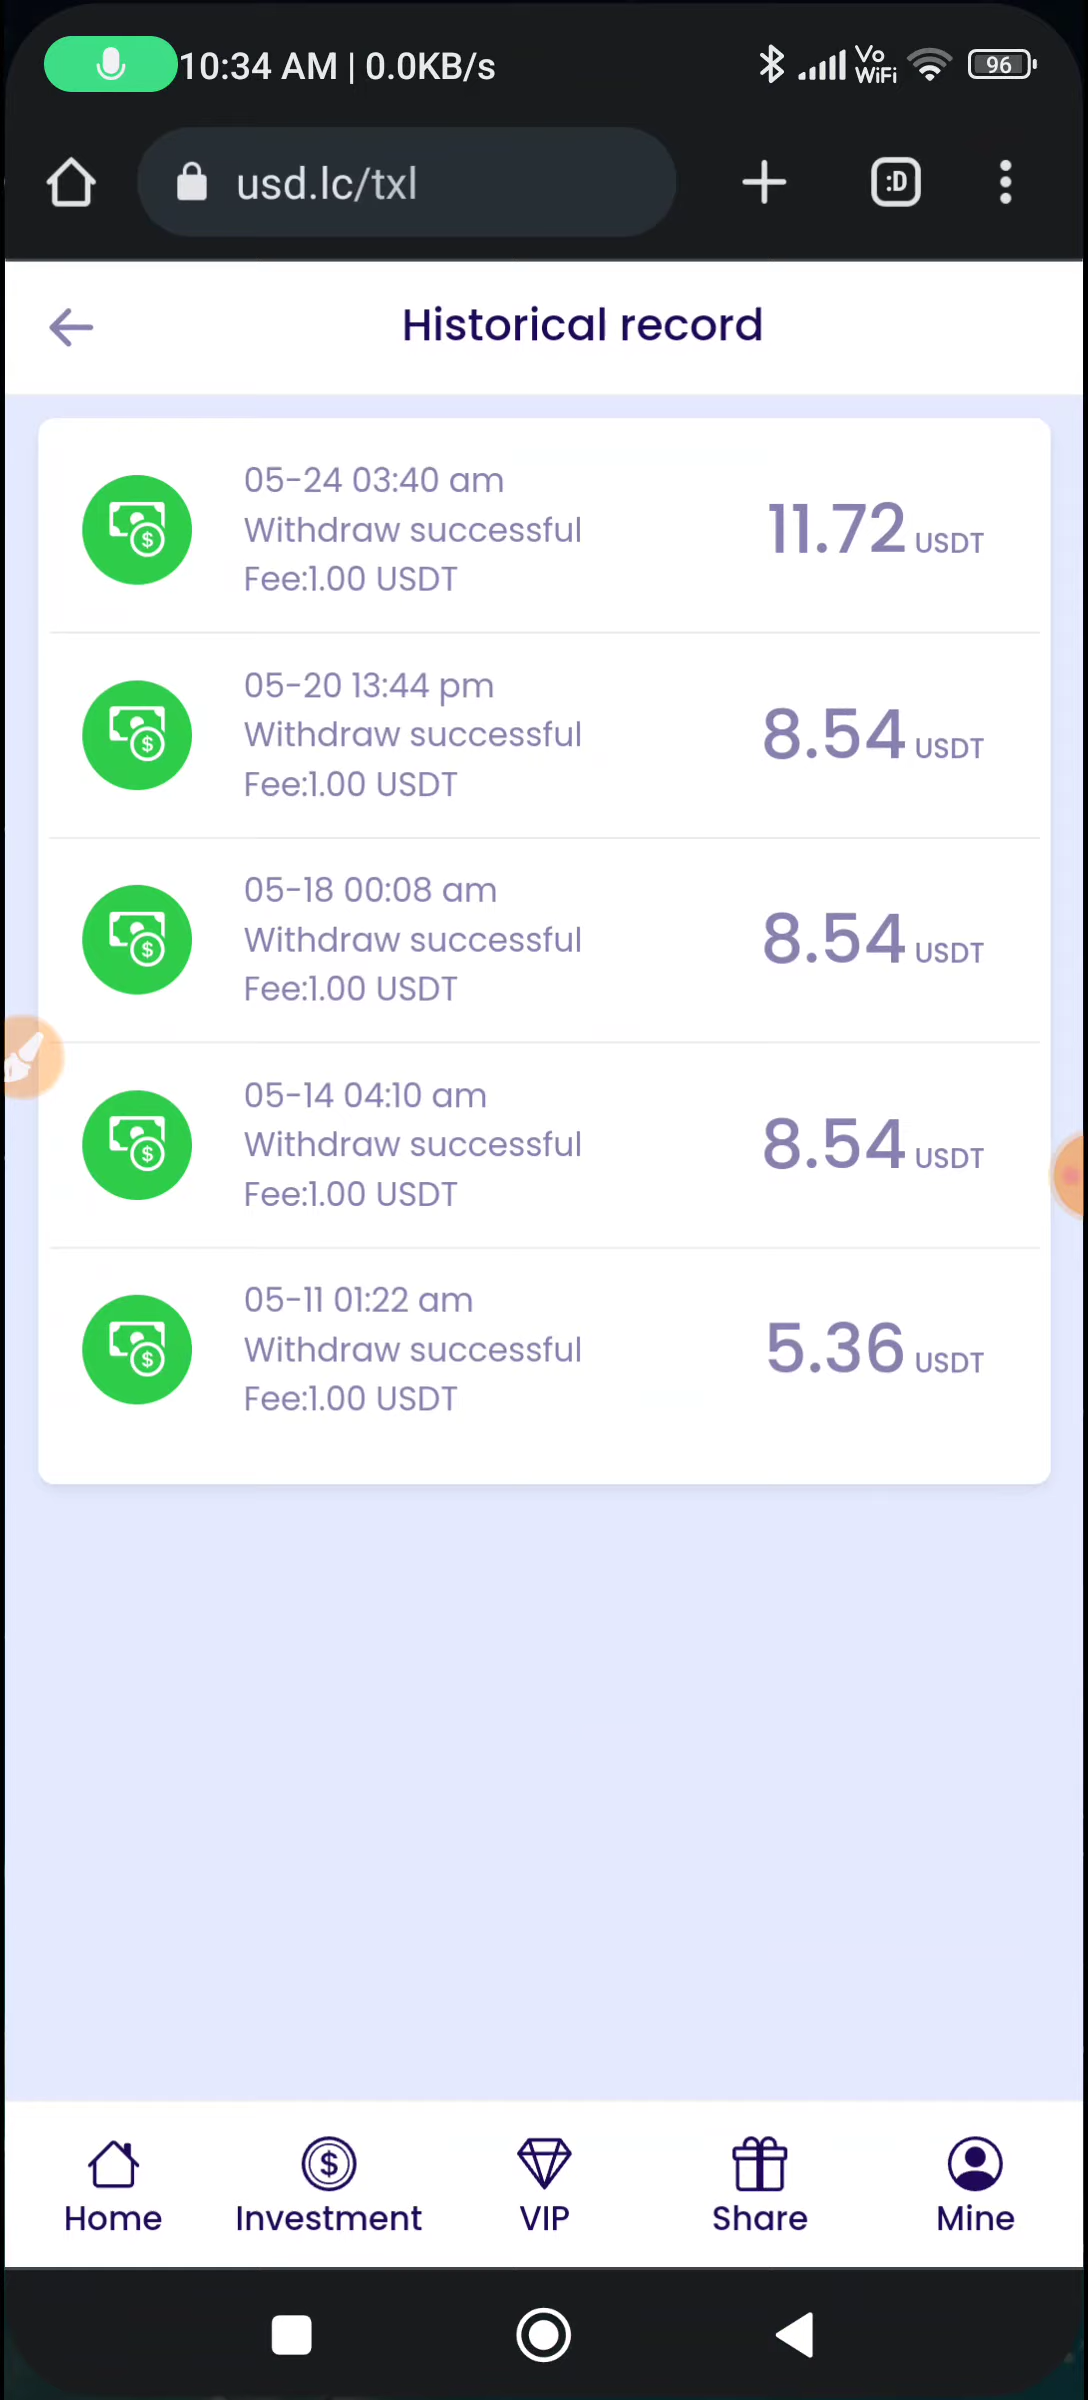 10:34 AM | 0.0KB/s
Vo
WiFi
96
usd.lc/txl
:D
Historical record
05-24 03:40 am
Withdraw successful
Fee:1.00 USDT
11.72 USDT
05-20 13:44 pm
Withdraw successful
Fee:1.00 USDT
8.54 USDT
05-18 00:08 am
Withdraw successful
Fee:1.00 USDT
8.54 USDT
05-14 04:10 am
Withdraw successful
Fee:1.00 USDT
8.54 USDT
05-11 01:22 am
Withdraw successful
Fee:1.00 USDT
5.36 USDT
Home
Investment
VIP
Share
Mine